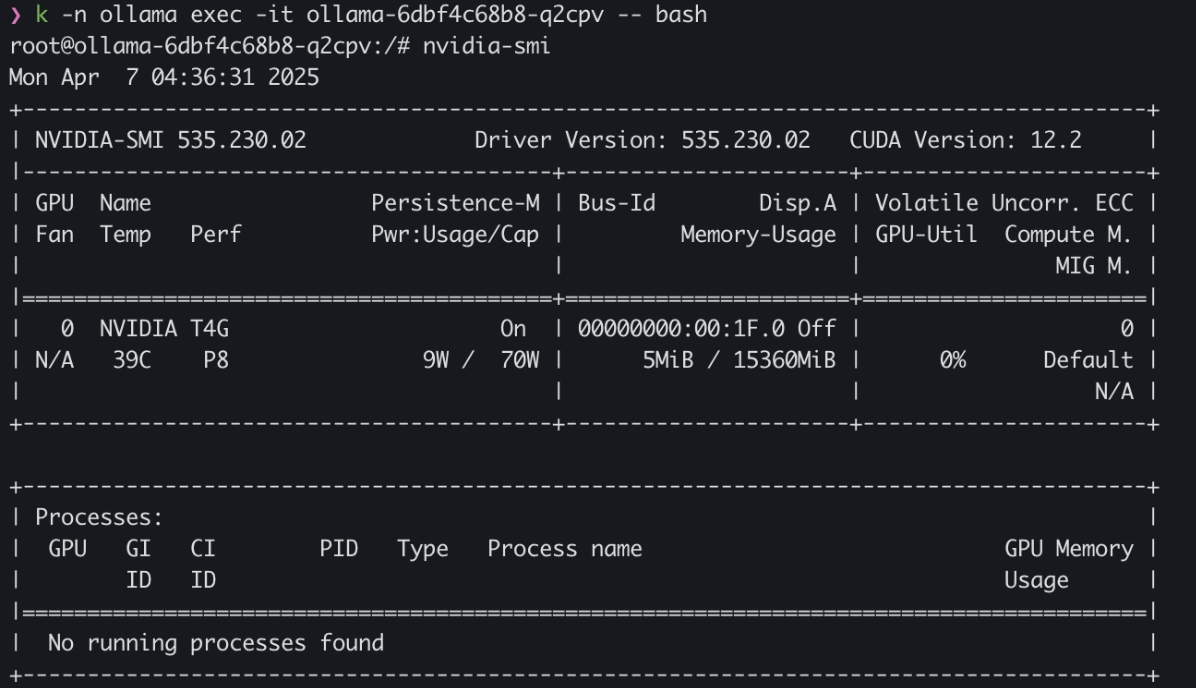 ❯ k -n ollama exec -it ollama-6dbf4c68b8-q2cpv -- bash
root@ollama-6dbf4c68b8-q2cpv:/# nvidia-smi
Mon Apr  7 04:36:31 2025
+---------------------------------------------------------------------------------------+
| NVIDIA-SMI 535.230.02             Driver Version: 535.230.02   CUDA Version: 12.2     |
|-----------------------------------------+----------------------+----------------------+
| GPU  Name                 Persistence-M | Bus-Id        Disp.A | Volatile Uncorr. ECC |
| Fan  Temp   Perf          Pwr:Usage/Cap |         Memory-Usage | GPU-Util  Compute M. |
|                                         |                      |               MIG M. |
|=========================================+======================+======================|
|   0  NVIDIA T4G                     On  | 00000000:00:1F.0 Off |                    0 |
| N/A   39C    P8               9W /  70W |      5MiB / 15360MiB |      0%      Default |
|                                         |                      |                  N/A |
+-----------------------------------------+----------------------+----------------------+

+---------------------------------------------------------------------------------------+
| Processes:                                                                            |
|  GPU   GI   CI        PID   Type   Process name                            GPU Memory |
|        ID   ID                                                             Usage      |
|=======================================================================================|
|  No running processes found                                                           |
+---------------------------------------------------------------------------------------+